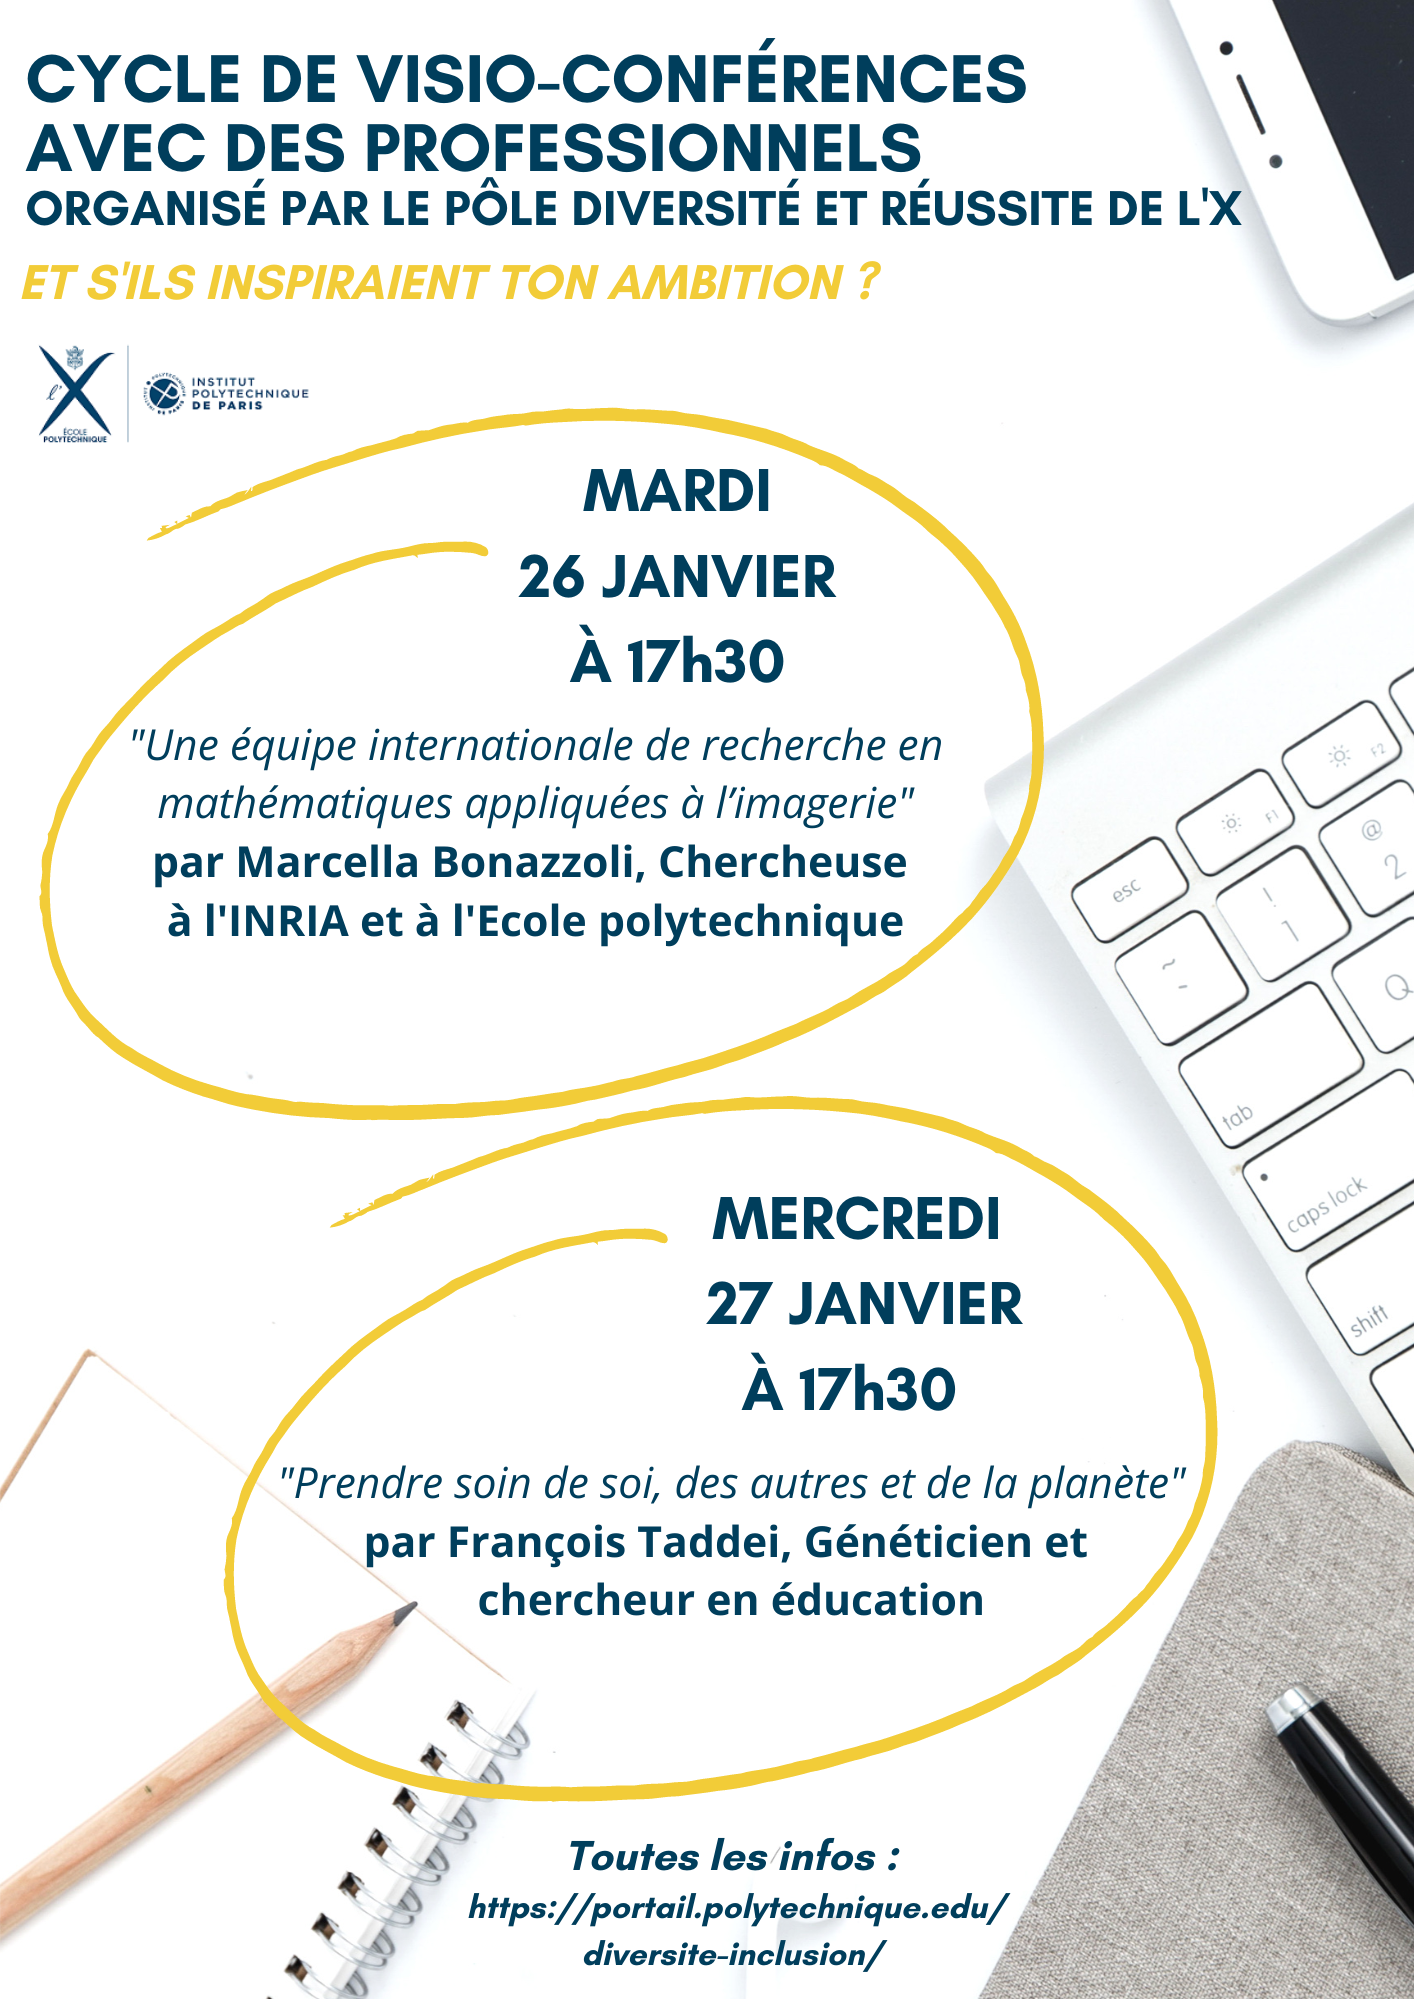 CYCLE DE VISIO-CONFÉRENCES
AVEC DES PROFESSIONNELS
ORGANISÉ PAR LE PÔLE DIVERSITÉ ET RÉUSSITE DE L'X
ET S'ILS INSPIRAIENT TON AMBITION ?
l'X
ÉCOLE
POLYTECHNIQUE
INSTITUT
POLYTECHNIQUE
DE PARIS
MARDI
26 JANVIER
À 17h30
"Une équipe internationale de recherche en
mathématiques appliquées à l’imagerie"
par Marcella Bonazzoli, Chercheuse
à l'INRIA et à l'Ecole polytechnique
esc
F1
F2
!
1
@
2
~
-
Q
tab
caps lock
shift
MERCREDI
27 JANVIER
À 17h30
"Prendre soin de soi, des autres et de la planète"
par François Taddei, Généticien et
chercheur en éducation
Toutes les infos :
https://portail.polytechnique.edu/
diversite-inclusion/